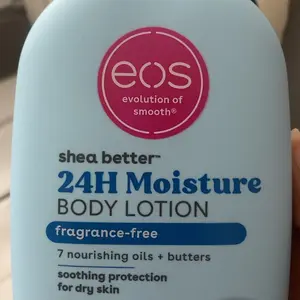 eos
evolution of
smooth®
shea better™
24H Moisture
BODY LOTION
fragrance-free
7 nourishing oils + butters
soothing protection
for dry skin